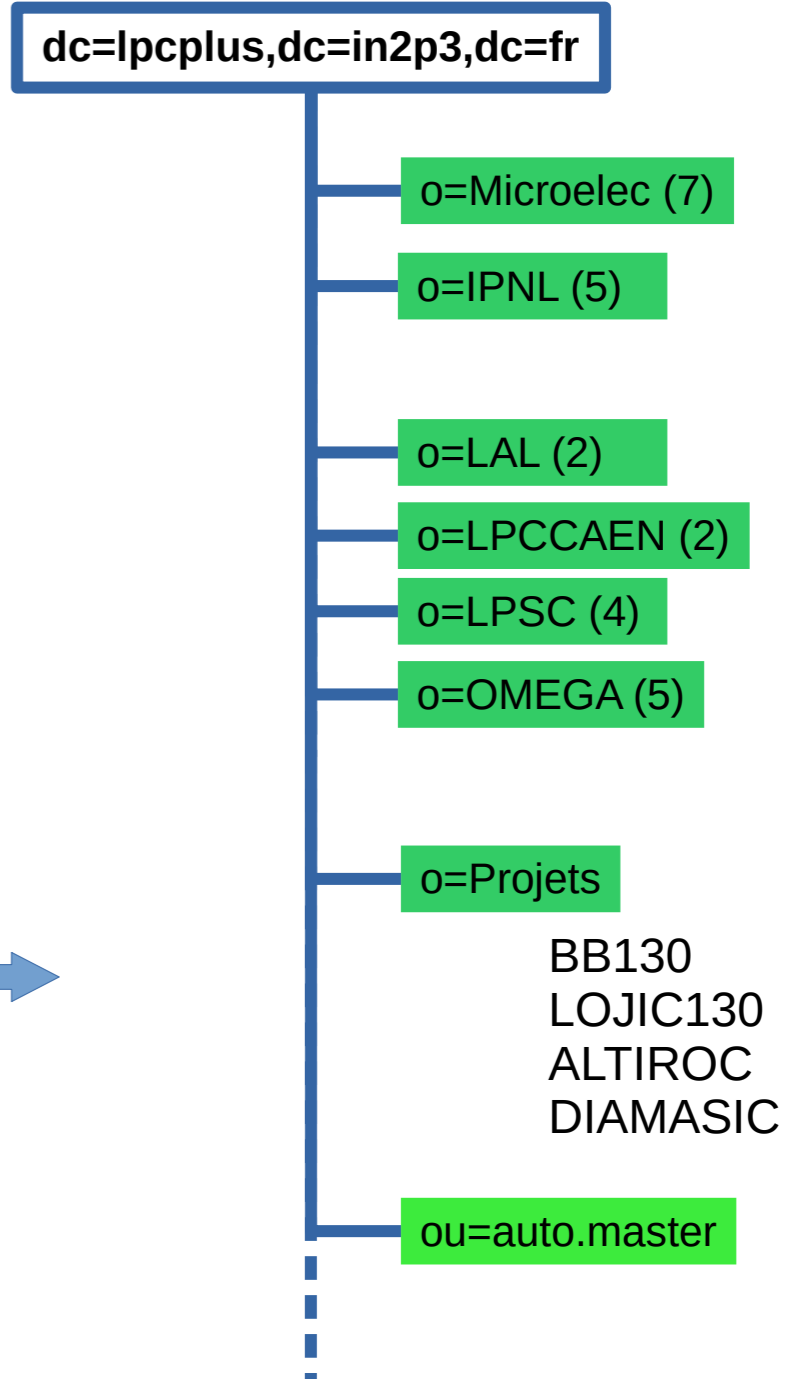 dc=lpcplus,dc=in2p3,dc=fr
o=Microelec (7)
o=IPNL (5)
o=LAL (2)
o=LPCCAEN (2)
o=LPSC (4)
o=OMEGA (5)
o=Projets
BB130
LOJIC130
ALTIROC
DIAMASIC
ou=auto.master